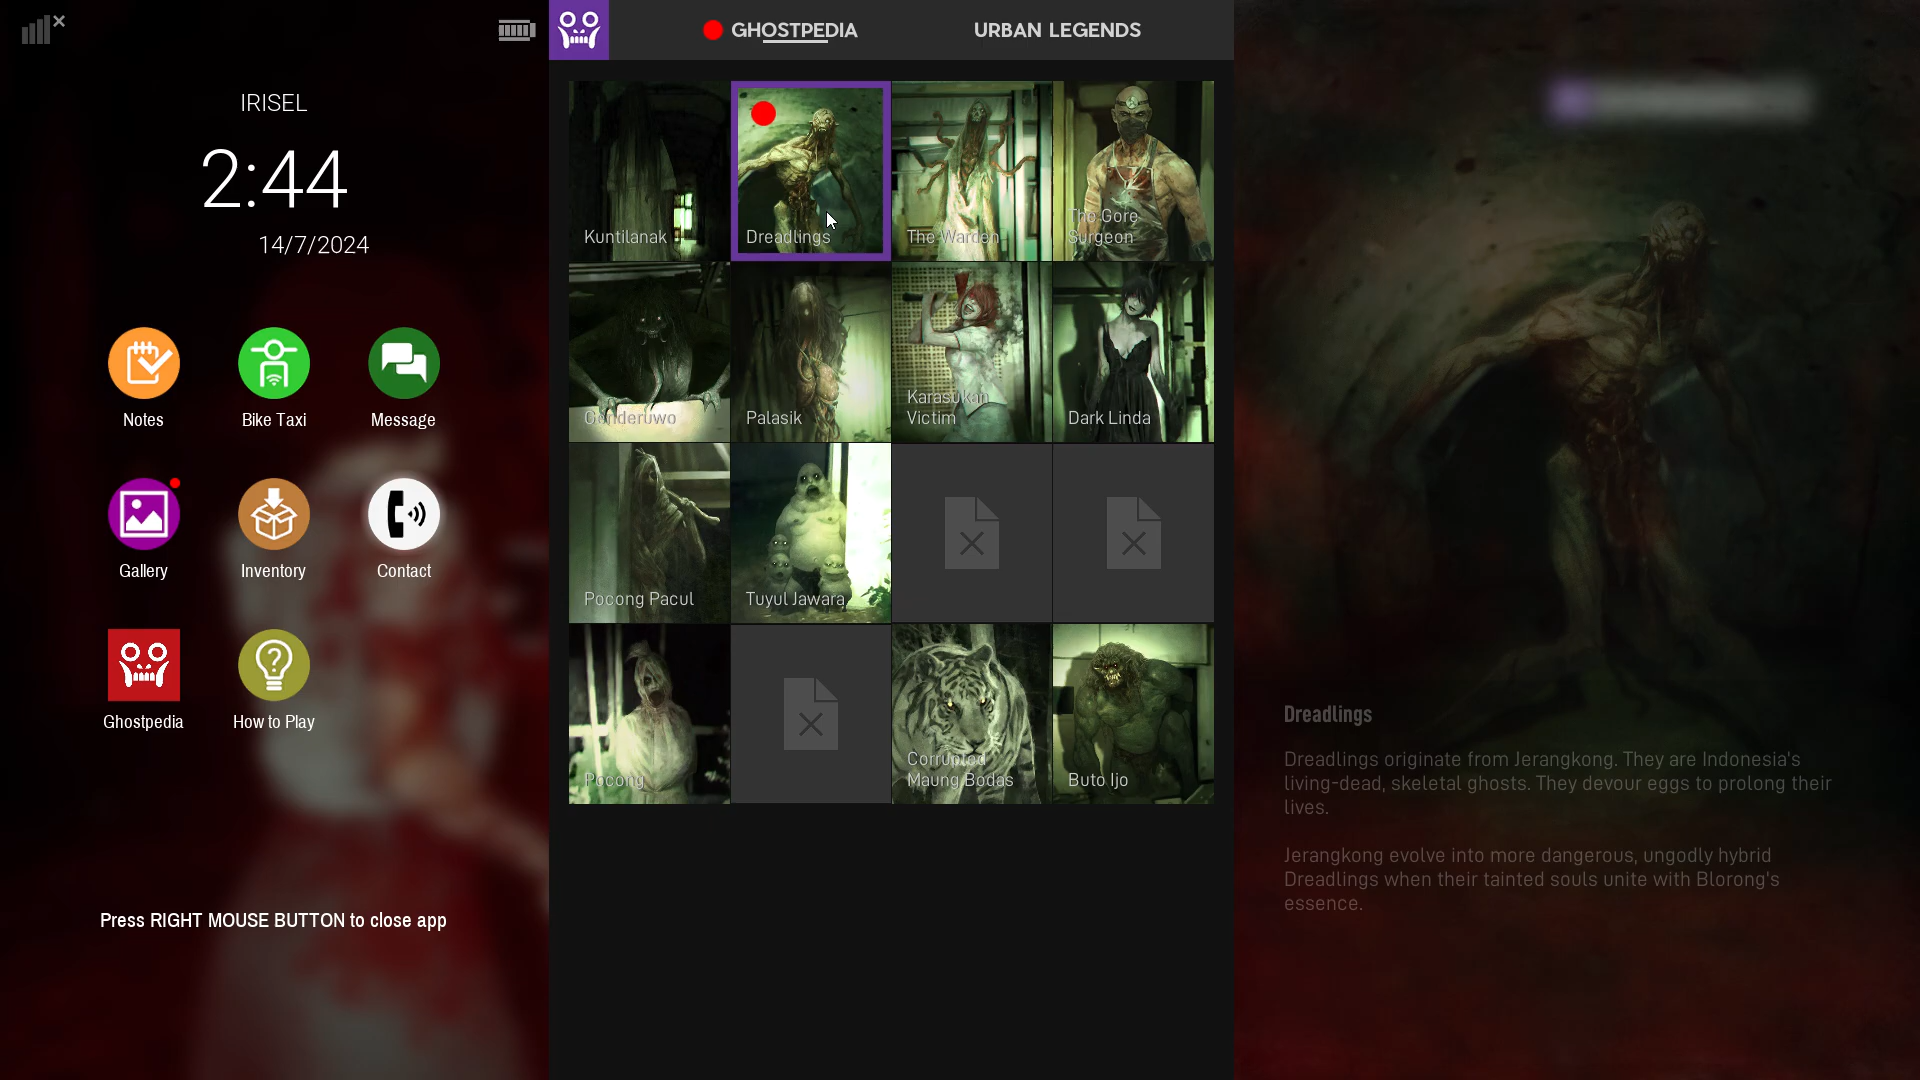 IRISEL
2:44
14/7/2024
Notes
Bike Taxi
Message
Gallery
Inventory
Contact
Ghostpedia
How to Play
Press RIGHT MOUSE BUTTON to close app
GHOSTPEDIA
URBAN LEGENDS
Kuntilanak
Dreadlings
The Warden
The Gore
Surgeon
Genderuwo
Palasik
Karasukan
Victim
Dark Linda
Pocong Pacul
Tuyul Jawara
Pocong
Corrupted
Maung Bodas
Buto Ijo
Dreadlings
Dreadlings originate from Jerangkong. They are Indonesia's
living-dead, skeletal ghosts. They devour eggs to prolong their
lives.
Jerangkong evolve into more dangerous, ungodly hybrid
Dreadlings when their tainted souls unite with Blorong's
essence.